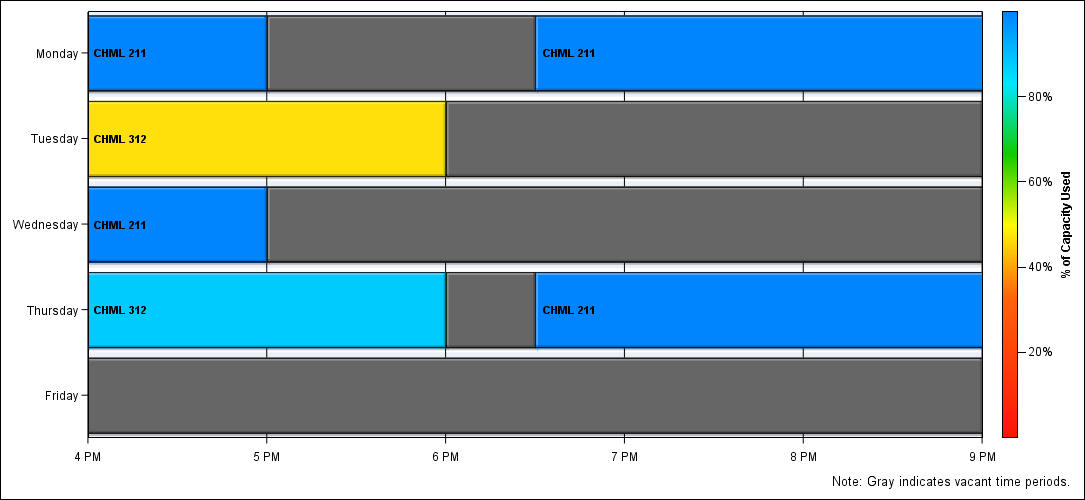 Monday
CHML 211
CHML 211
Tuesday
CHML 312
Wednesday
CHML 211
Thursday
CHML 312
CHML 211
Friday
4 PM
5 PM
6 PM
7 PM
8 PM
9 PM
80%
60%
40%
20%
% of Capacity Used
Note: Gray indicates vacant time periods.